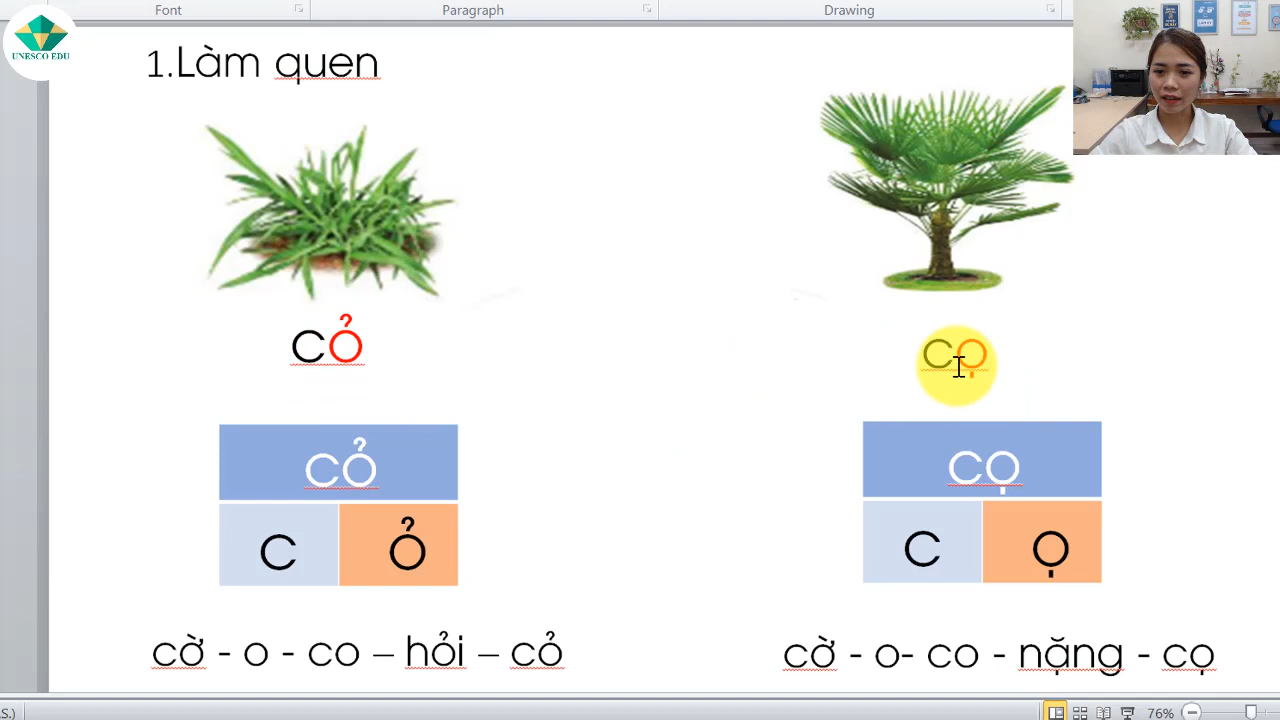 Font Paragraph Drawing
UNESCO EDU
1.Làm quen
cỏ
cọ
cỏ
c ỏ
cọ
c ọ
cờ - o - co – hỏi – cỏ
cờ - o- co - nặng - cọ
.S.) 76%